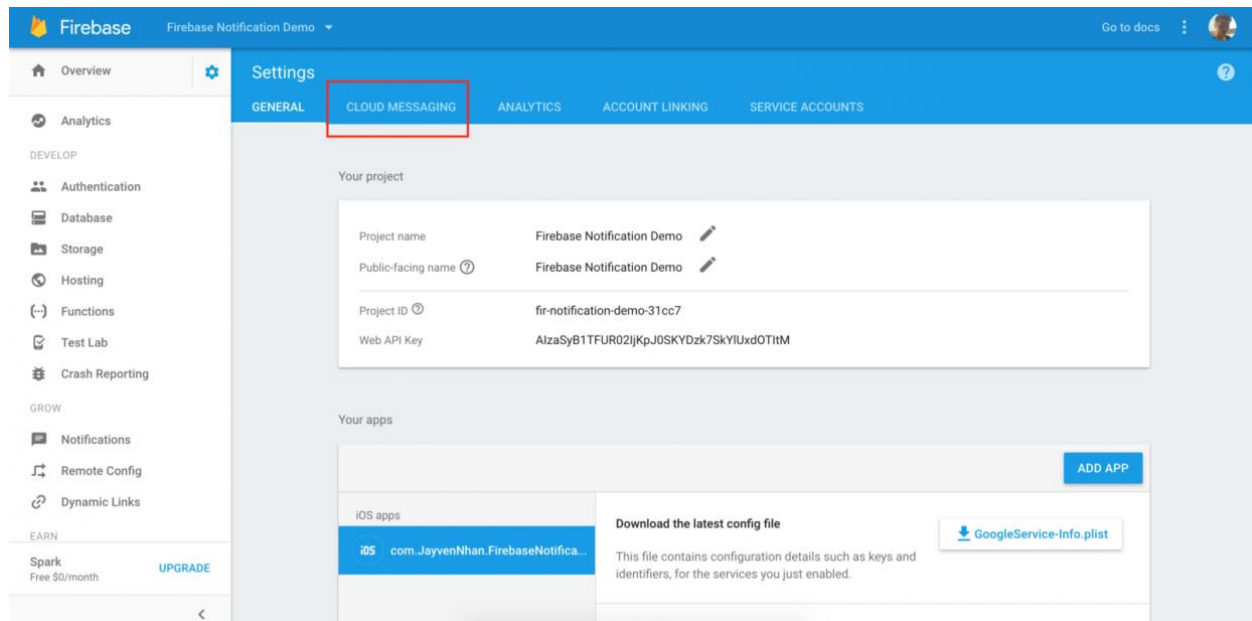 Firebase
Firebase Notification Demo
Go to docs
Overview
Settings
GENERAL
CLOUD MESSAGING
ANALYTICS
ACCOUNT LINKING
SERVICE ACCOUNTS
Analytics
DEVELOP
Authentication
Database
Storage
Hosting
Functions
Test Lab
Crash Reporting
GROW
Notifications
Remote Config
Dynamic Links
EARN
Spark
Free $0/month
UPGRADE
Your project
Project name Firebase Notification Demo
Public-facing name Firebase Notification Demo
Project ID fir-notification-demo-31cc7
Web API Key AIzaSyB1TFUR02IjKpJ0SKYDzk7SkYlUxdOTItM
Your apps
ADD APP
iOS apps
iOS com.JayvenNhan.FirebaseNotifica...
Download the latest config file
This file contains configuration details such as keys and
identifiers, for the services you just enabled.
GoogleService-Info.plist